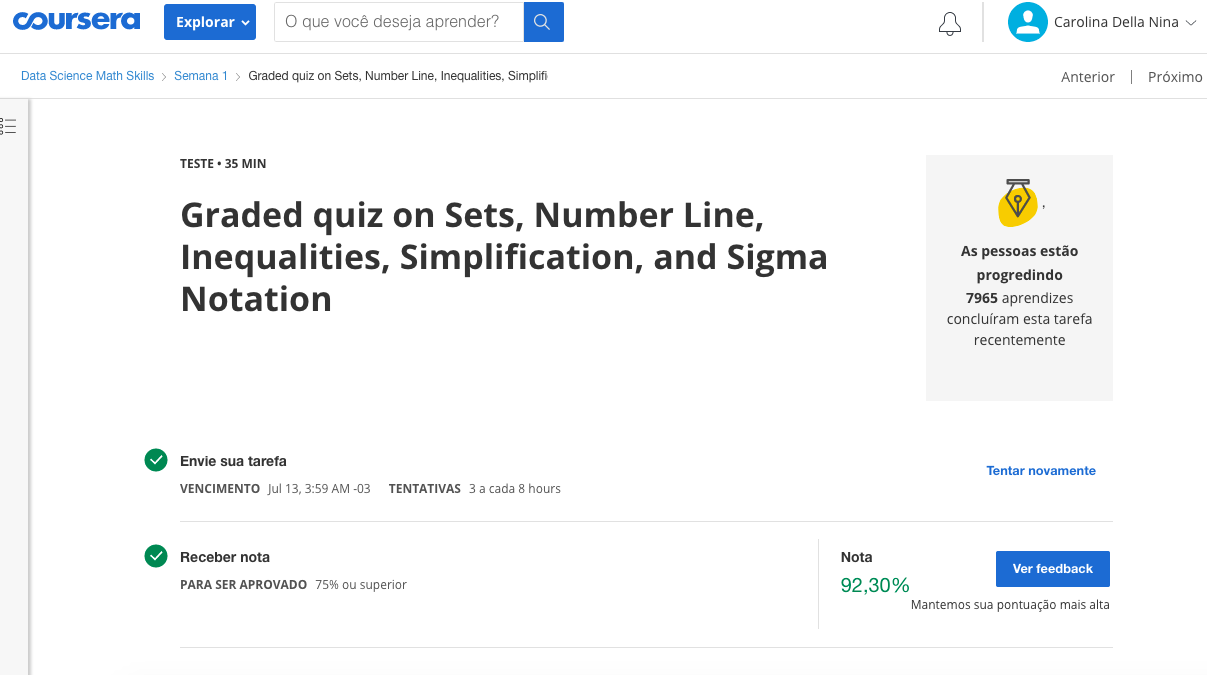 coursera
Explorar
O que você deseja aprender?
Carolina Della Nina
Data Science Math Skills > Semana 1 > Graded quiz on Sets, Number Line, Inequalities, Simplifi
Anterior | Próximo
TESTE • 35 MIN
Graded quiz on Sets, Number Line,
Inequalities, Simplification, and Sigma
Notation
,
As pessoas estão
progredindo
7965 aprendizes
concluíram esta tarefa
recentemente
Envie sua tarefa
VENCIMENTO Jul 13, 3:59 AM -03 TENTATIVAS 3 a cada 8 hours
Tentar novamente
Receber nota
PARA SER APROVADO 75% ou superior
Nota
92,30%
Ver feedback
Mantemos sua pontuação mais alta